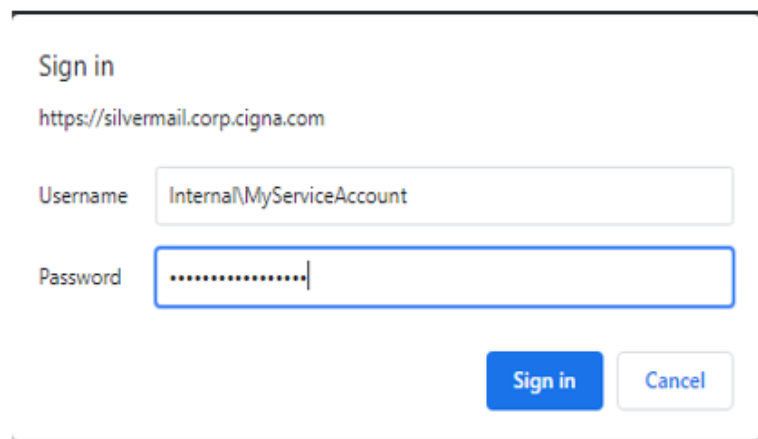 Sign in
https://silvermail.corp.cigna.com
Username Internal\MyServiceAccount
Password •••••••••••••••••
Sign in Cancel